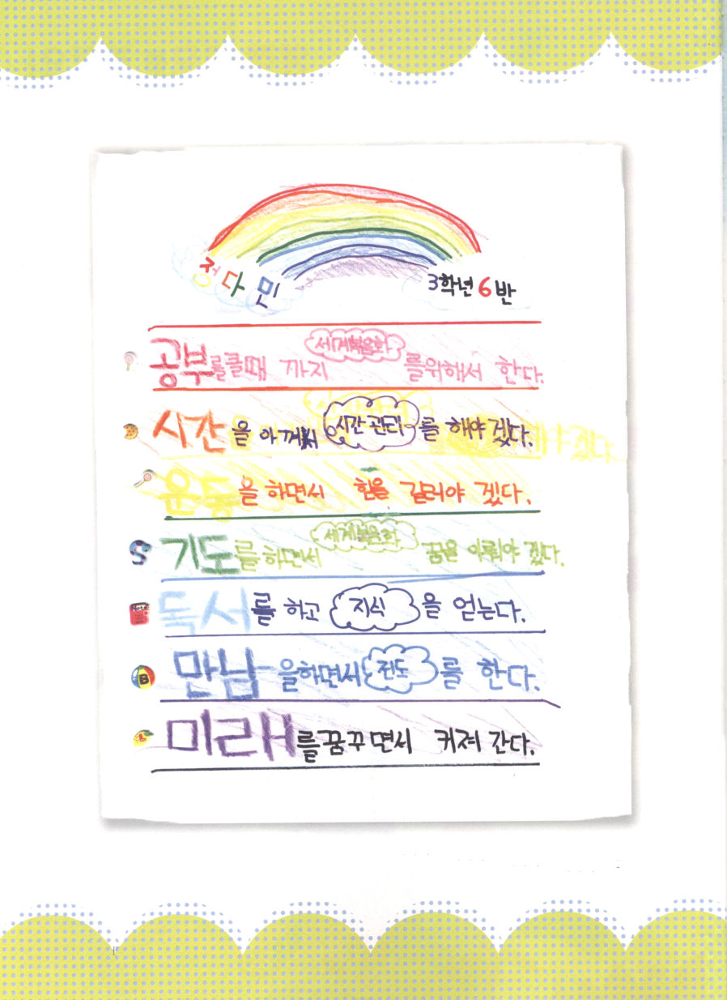 정다민 3학년 6반
공부를클때 까지 세계복음화를위해서 한다.
시간을 아껴써 시간 관리를 해야 겠다.
운동을 하면서 힘을 길러야 겠다.
기도를하면서 세계복음화 꿈을 이뤄야 겠다.
독서를 하고 지식을 얻는다.
만남을하면서 전도를 한다.
미래를꿈꾸면서 커져 간다.